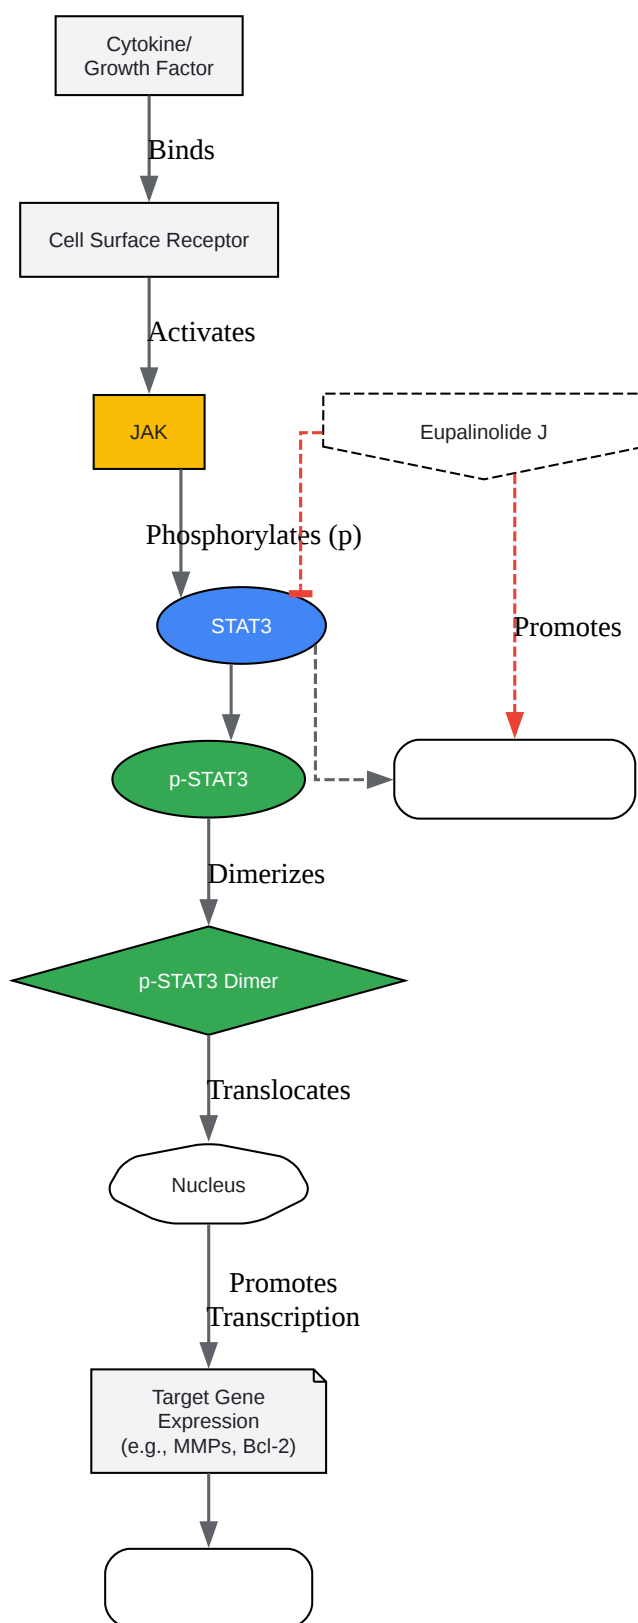 Cytokine/
Growth Factor
Binds
Cell Surface Receptor
Activates
JAK
Eupalinolide J
Phosphorylates (p)
STAT3
Promotes
p-STAT3
Dimerizes
p-STAT3 Dimer
Translocates
Nucleus
Promotes
Transcription
Target Gene
Expression
(e.g., MMPs, Bcl-2)